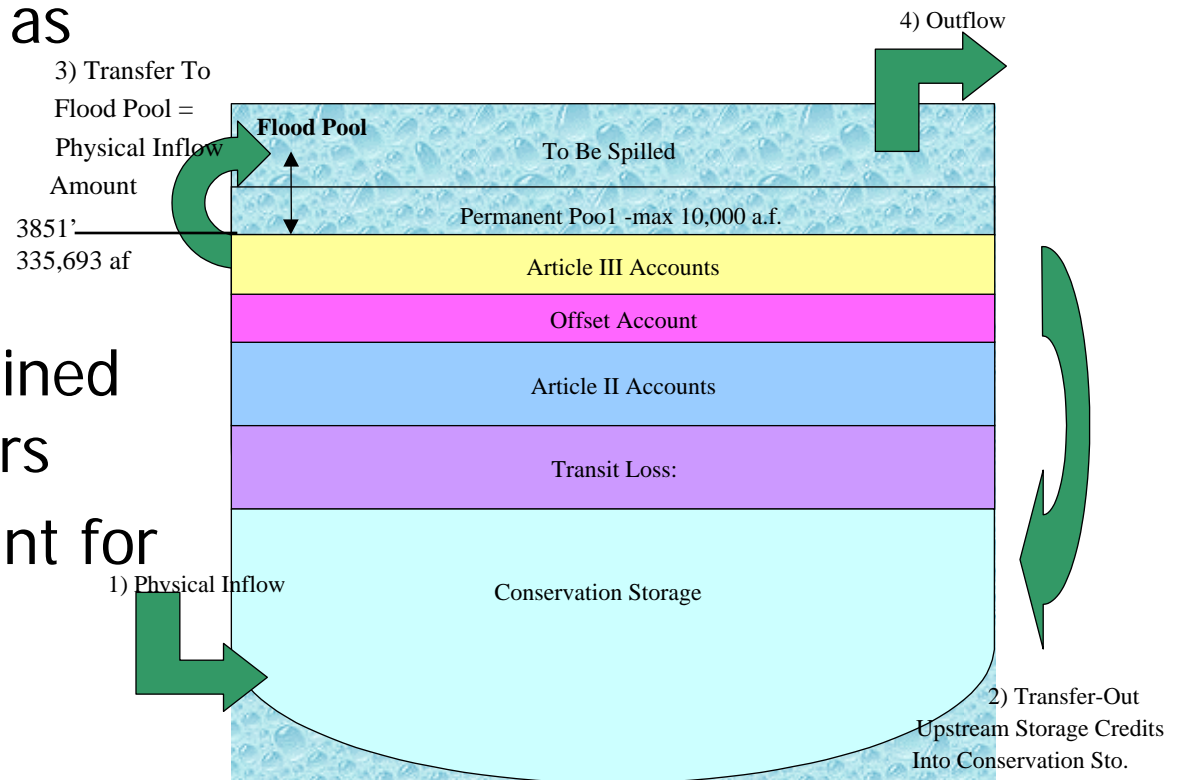 as
4) Outflow
3) Transfer To
Flood Pool =
Physical Inflow
Amount
Flood Pool
To Be Spilled
Permanent Poo1 -max 10,000 a.f.
3851’
335,693 af
Article III Accounts
Offset Account
ined
Article II Accounts
rs
Transit Loss:
nt for
1) Physical Inflow
Conservation Storage
2) Transfer-Out
Upstream Storage Credits
Into Conservation Sto.